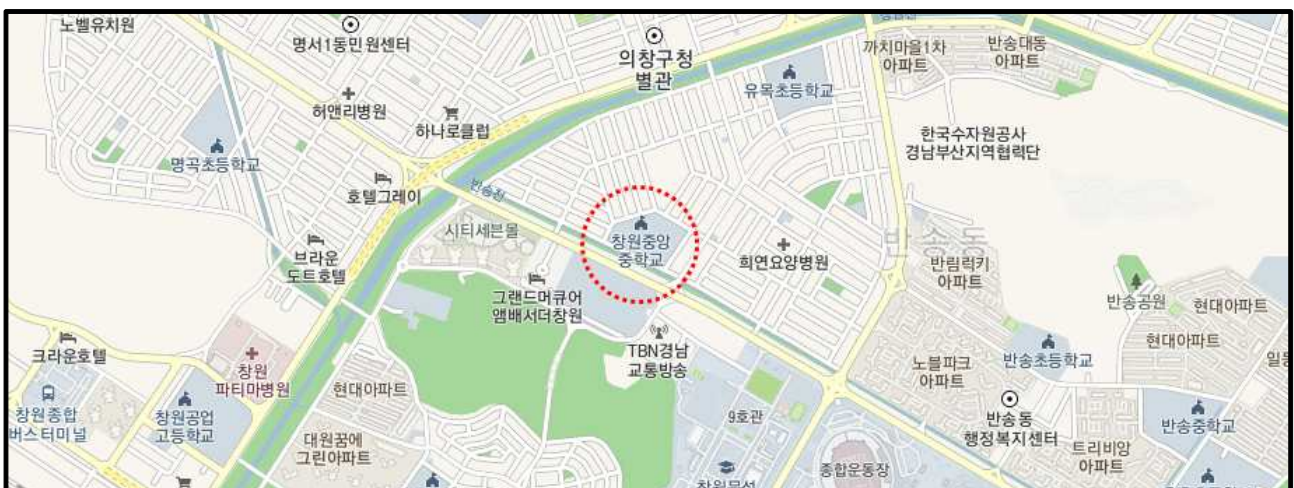 노벨유치원
명서1동민원센터
의창구청
별관
까치마을1차
아파트
반송대동
아파트
유목초등학교
허앤리병원
하나로클럽
한국수자원공사
경남부산지역협력단
명곡초등학교
호텔그레이
반송천
시티세븐몰
창원중앙
중학교
희연요양병원
반송동
반림럭키
아파트
브라운
도트호텔
그랜드머큐어
앰배서더창원
반송공원
현대아파트
현대아파트
크라운호텔
TBN경남
교통방송
창원
파티마병원
현대아파트
노블파크
아파트
반송초등학교
창원종합
버스터미널
창원공업
고등학교
9호관
반송동
행정복지센터
반송중학교
대원꿈에
그린아파트
종합운동장
트리비앙
아파트